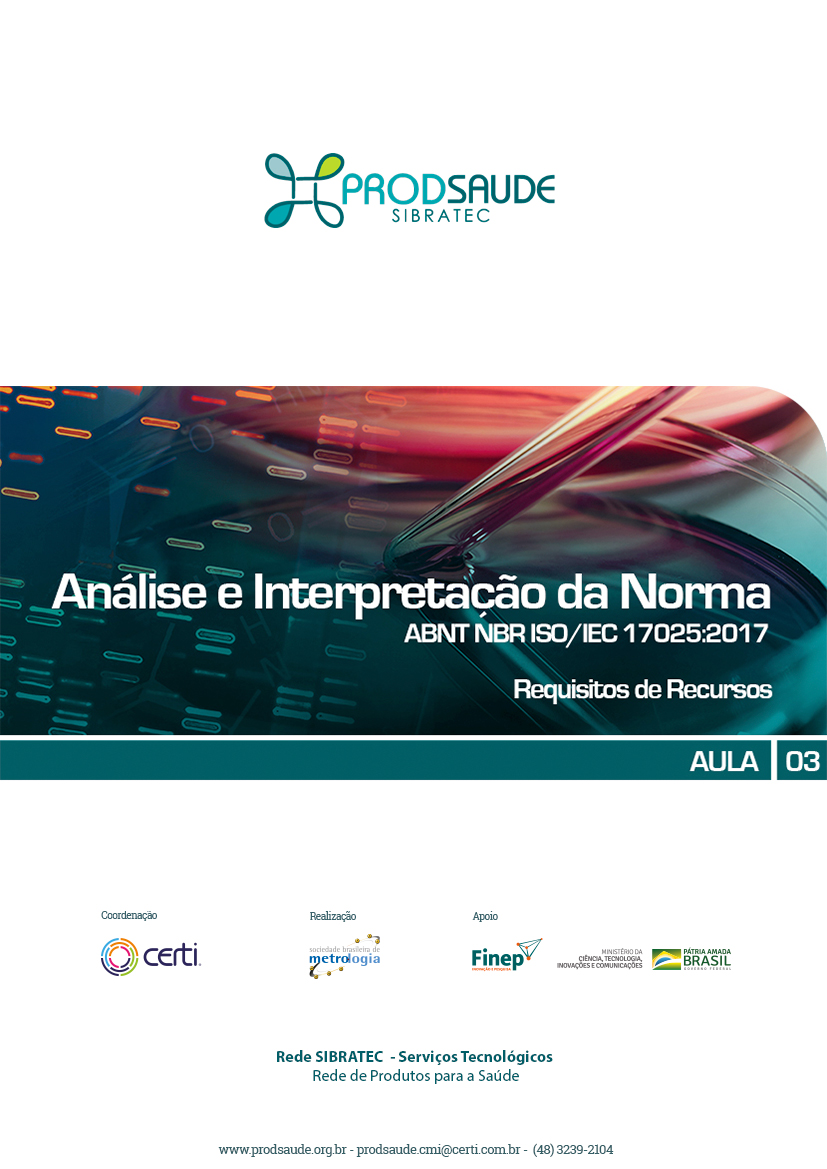 PRODSAUDE
SIBRATEC
Análise e Interpretação da Norma
ABNT NBR ISO/IEC 17025:2017
Requisitos de Recursos
AULA 03
Coordenação
Realização
Apoio
certi
sociedade brasileira de
metrologia
Finep
INOVAÇÃO E PESQUISA
MINISTÉRIO DA
CIÊNCIA, TECNOLOGIA,
INOVAÇÕES E COMUNICAÇÕES
PÁTRIA AMADA
BRASIL
GOVERNO FEDERAL
Rede SIBRATEC - Serviços Tecnológicos
Rede de Produtos para a Saúde
www.prodsaude.org.br - prodsaude.cmi@certi.com.br - (48) 3239-2104